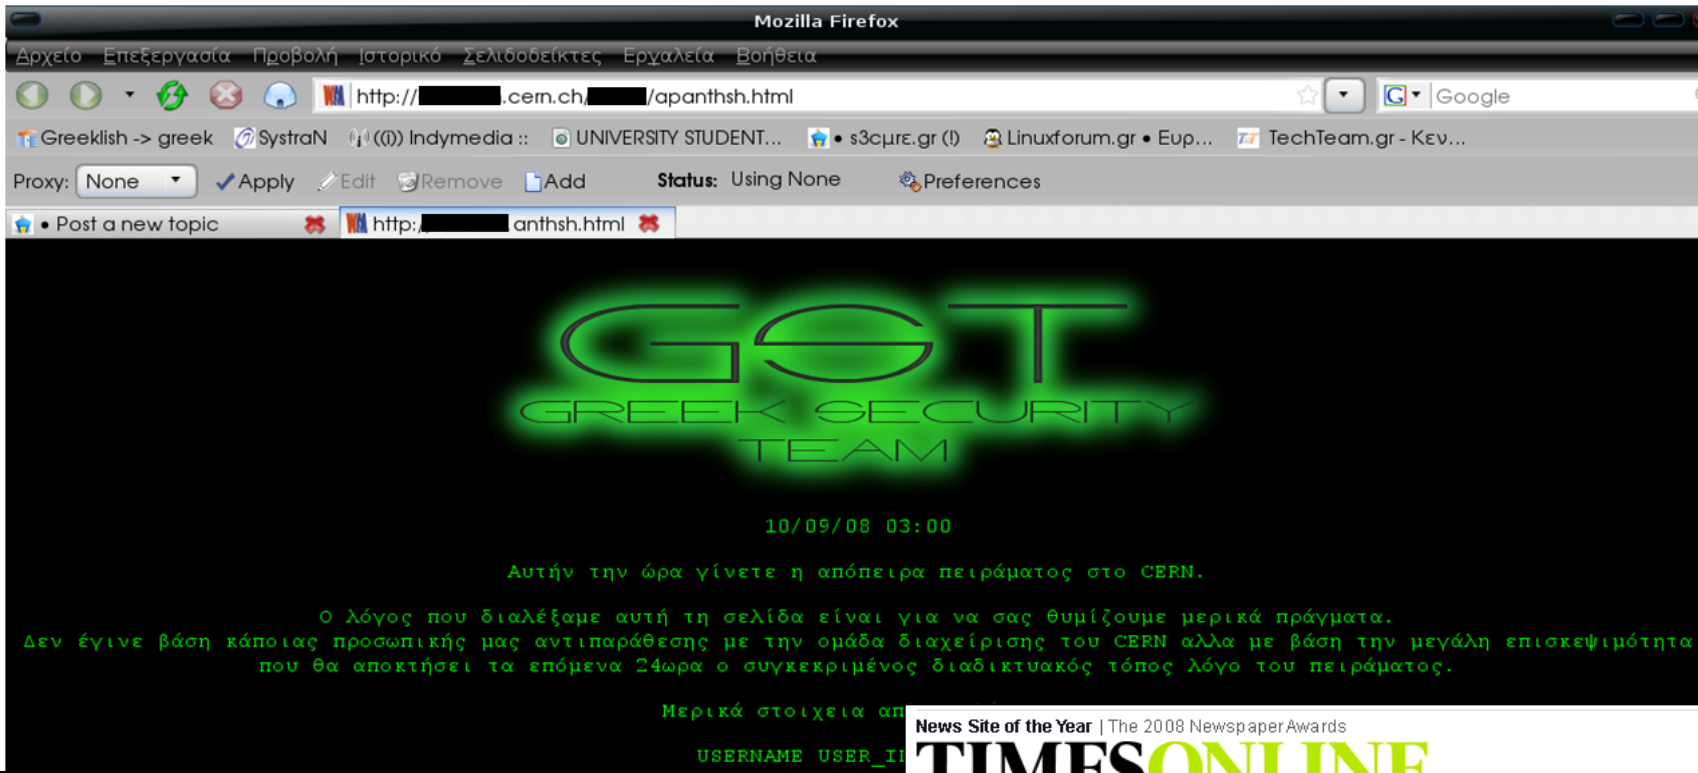 Mozilla Firefox
Αρχείο Επεξεργασία Προβολή Ιστορικό Σελιδοδείκτες Εργαλεία Βοήθεια
http:// .cern.ch/ /apanthsh.html
Google
Greeklish -> greek SystraN ((i)) Indymedia :: UNIVERSITY STUDENT... • s3cμrε.gr (!) Linuxforum.gr • Ευρ... TechTeam.gr - Κεν...
Proxy: None Apply Edit Remove Add Status: Using None Preferences
• Post a new topic http:/ anthsh.html
GST
GREEK SECURITY
TEAM
10/09/08 03:00
Αυτήν την ώρα γίνετε η απόπειρα πειράματος στο CERN.
Ο λόγος που διαλέξαμε αυτή τη σελίδα είναι για να σας θυμίζουμε μερικά πράγματα.
Δεν έγινε βάση κάποιας προσωπικής μας αντιπαράθεσης με την ομάδα διαχείρισης του CERN αλλα με βάση την μεγάλη επισκεψιμότητα
που θα αποκτήσει τα επόμενα 24ωρα ο συγκεκριμένος διαδικτυακός τόπος λόγο του πειράματος.
Μερικά στοιχεια απ
USERNAME USER_I
News Site of the Year | The 2008 Newspaper Awards
TIMESONLINE